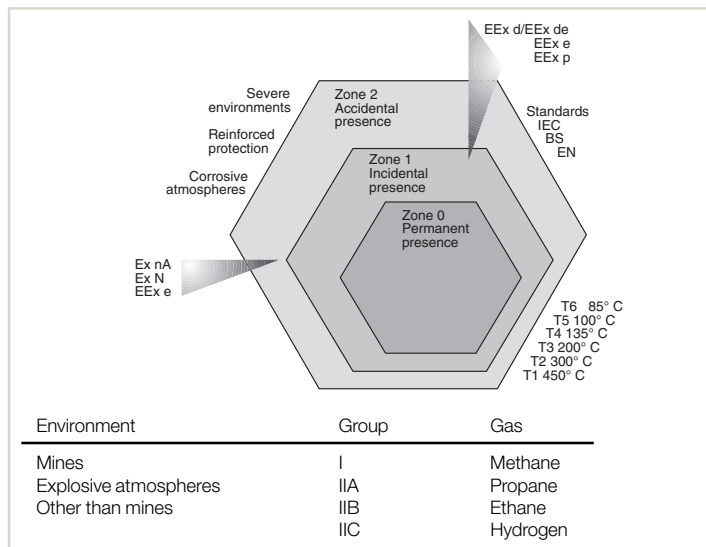 EEx d/EEx de
EEx e
EEx p
Severe
environments
Reinforced
protection
Corrosive
atmospheres
Zone 2
Accidental
presence
Standards
IEC
BS
EN
Zone 1
Incidental
presence
Zone 0
Permanent
presence
Ex nA
Ex N
EEx e
T6 85° C
T5 100° C
T4 135° C
T3 200° C
T2 300° C
T1 450° C
Environment Group Gas
Mines I Methane
Explosive atmospheres IIA Propane
Other than mines IIB Ethane
IIC Hydrogen